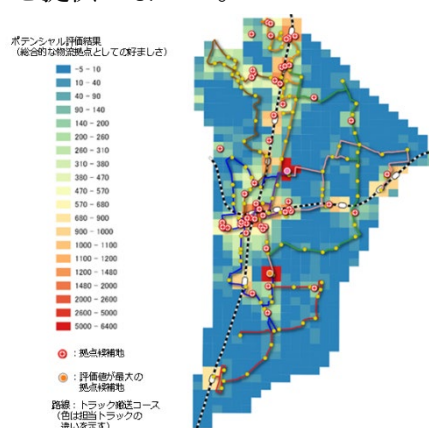 ポテンシャル評価結果
（総合的な物流拠点としての好ましさ）
-5 - 10
10 - 40
40 - 90
90 - 140
140 - 200
200 - 260
260 - 310
310 - 380
380 - 470
470 - 570
570 - 680
680 - 900
900 - 1000
1000 - 1100
1100 - 1200
1200 - 1480
1480 - 2000
2000 - 2600
2600 - 5000
5000 - 6400
：拠点候補地
：評価値が最大の
拠点候補地
路線：トラック搬送コース
（色は担当トラックの
違いを示す）